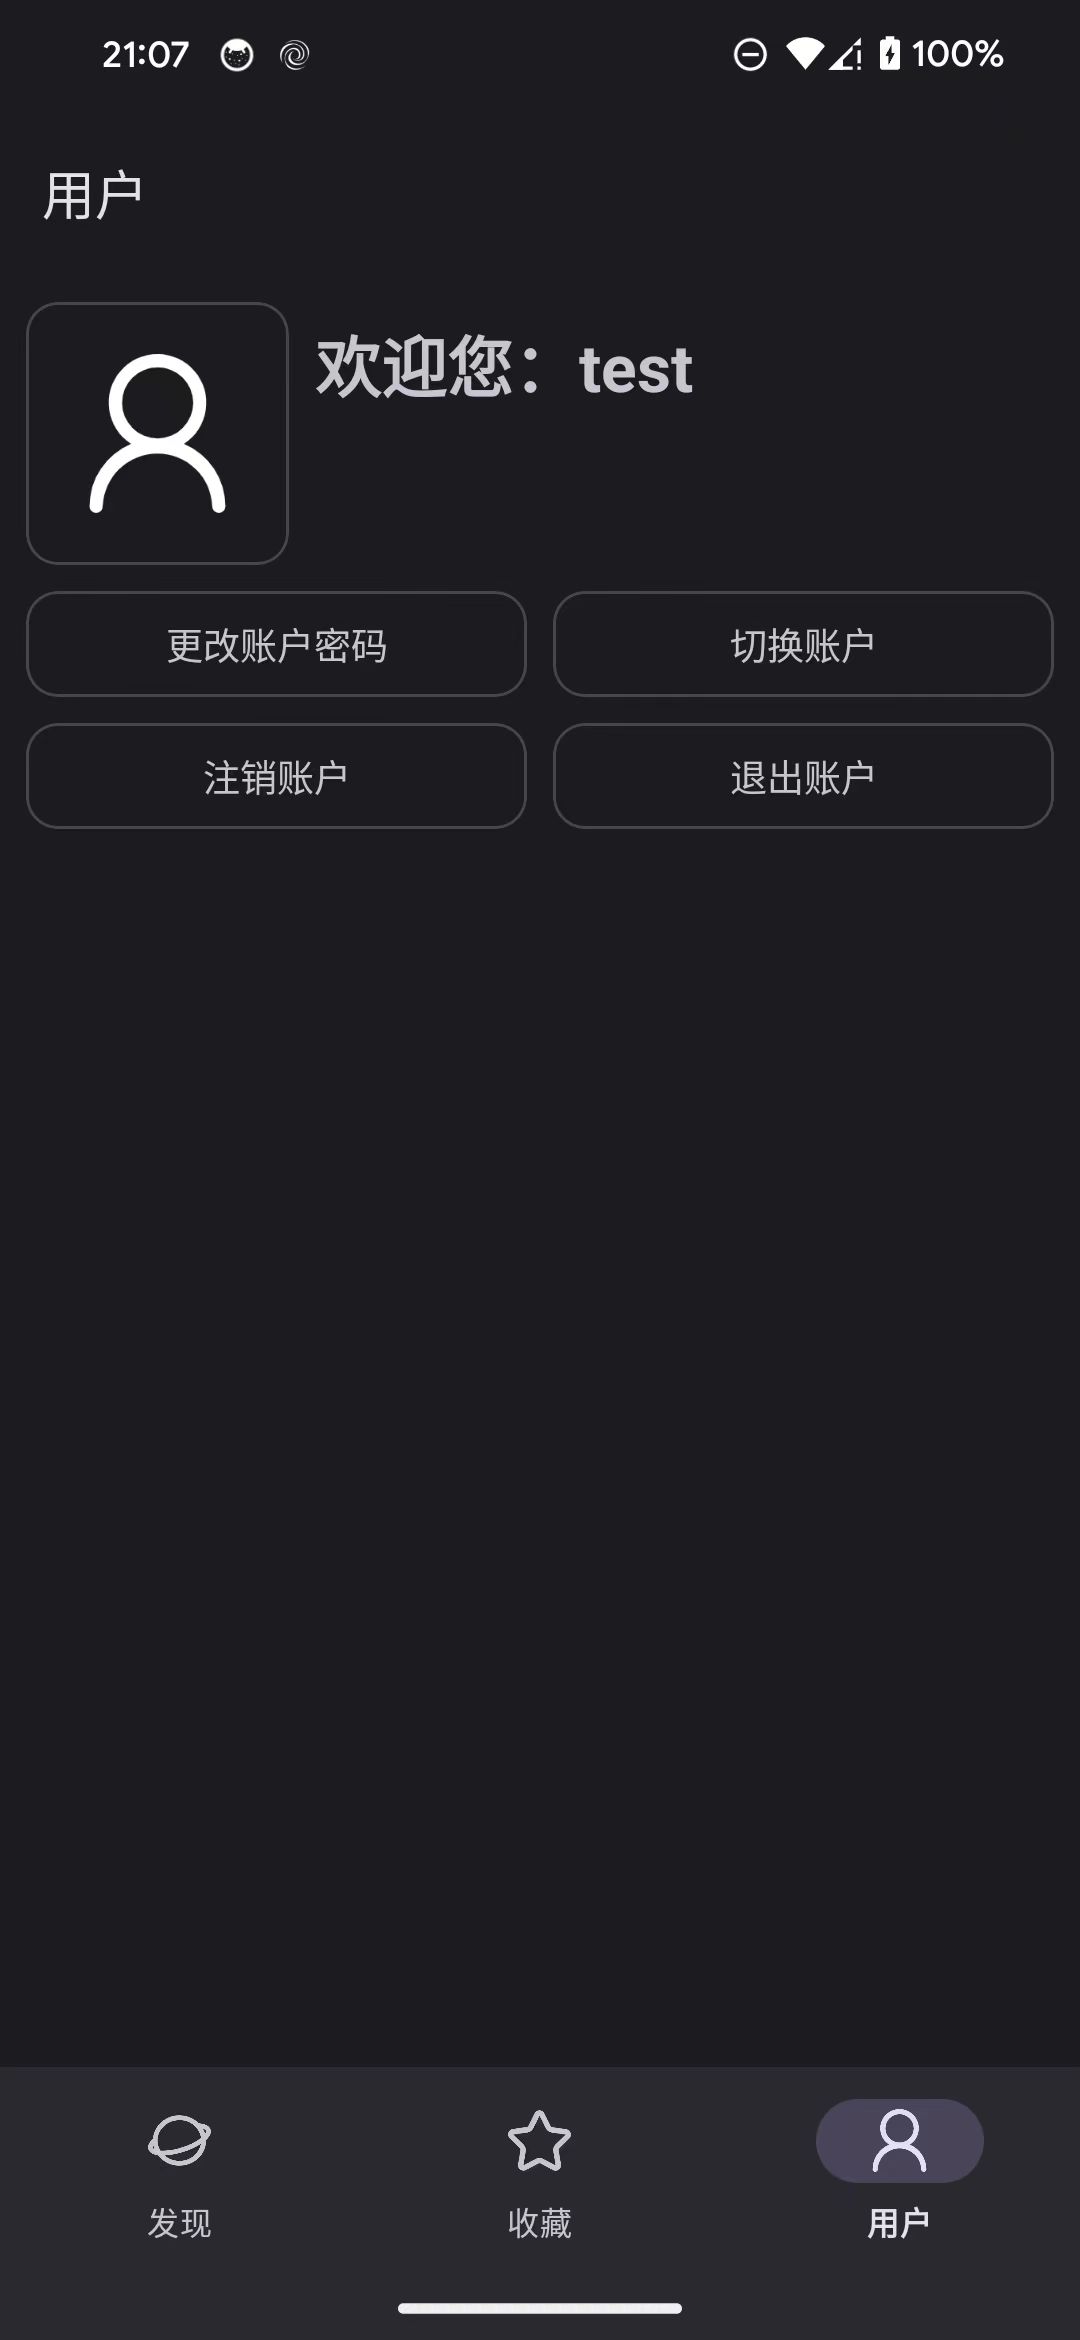 21:07 100%
用户
欢迎您：test
更改账户密码 切换账户
注销账户 退出账户
发现 收藏 用户